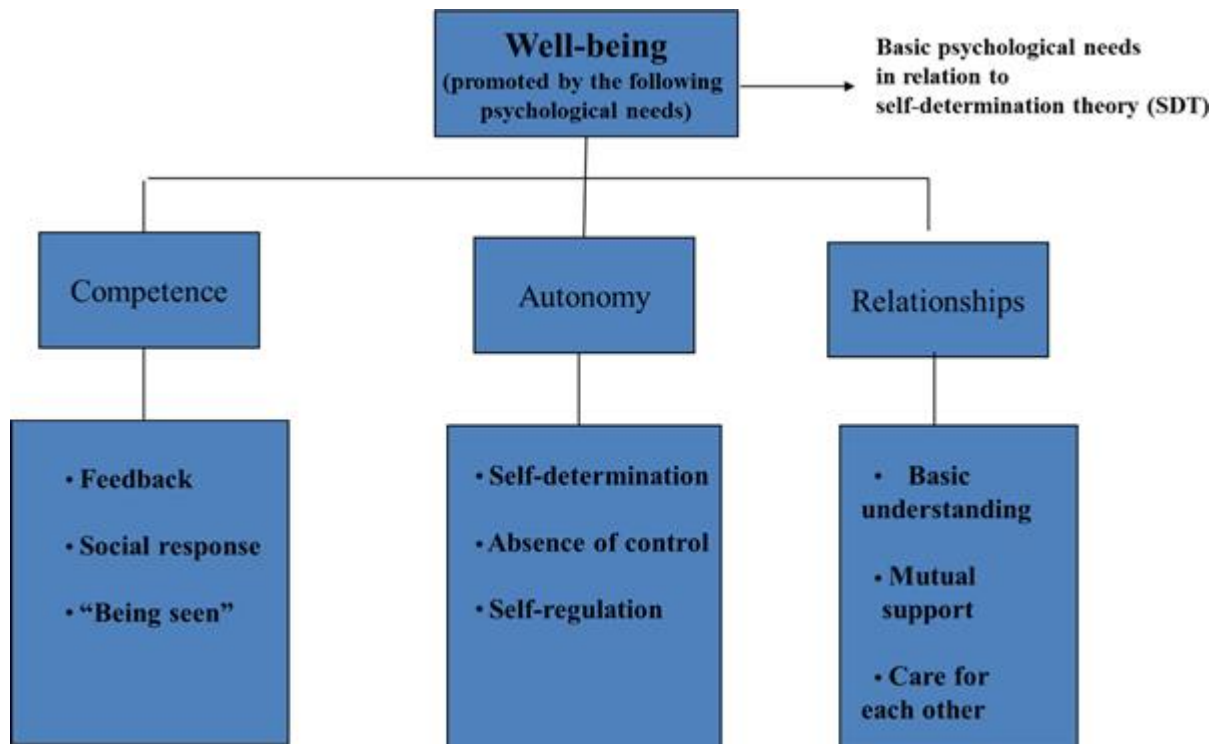 Well-being
(promoted by the following
psychological needs)
Basic psychological needs
in relation to
self-determination theory (SDT)
Competence
Autonomy
Relationships
• Feedback
• Social response
• “Being seen”
• Self-determination
• Absence of control
• Self-regulation
• Basic
understanding
• Mutual
support
• Care for
each other